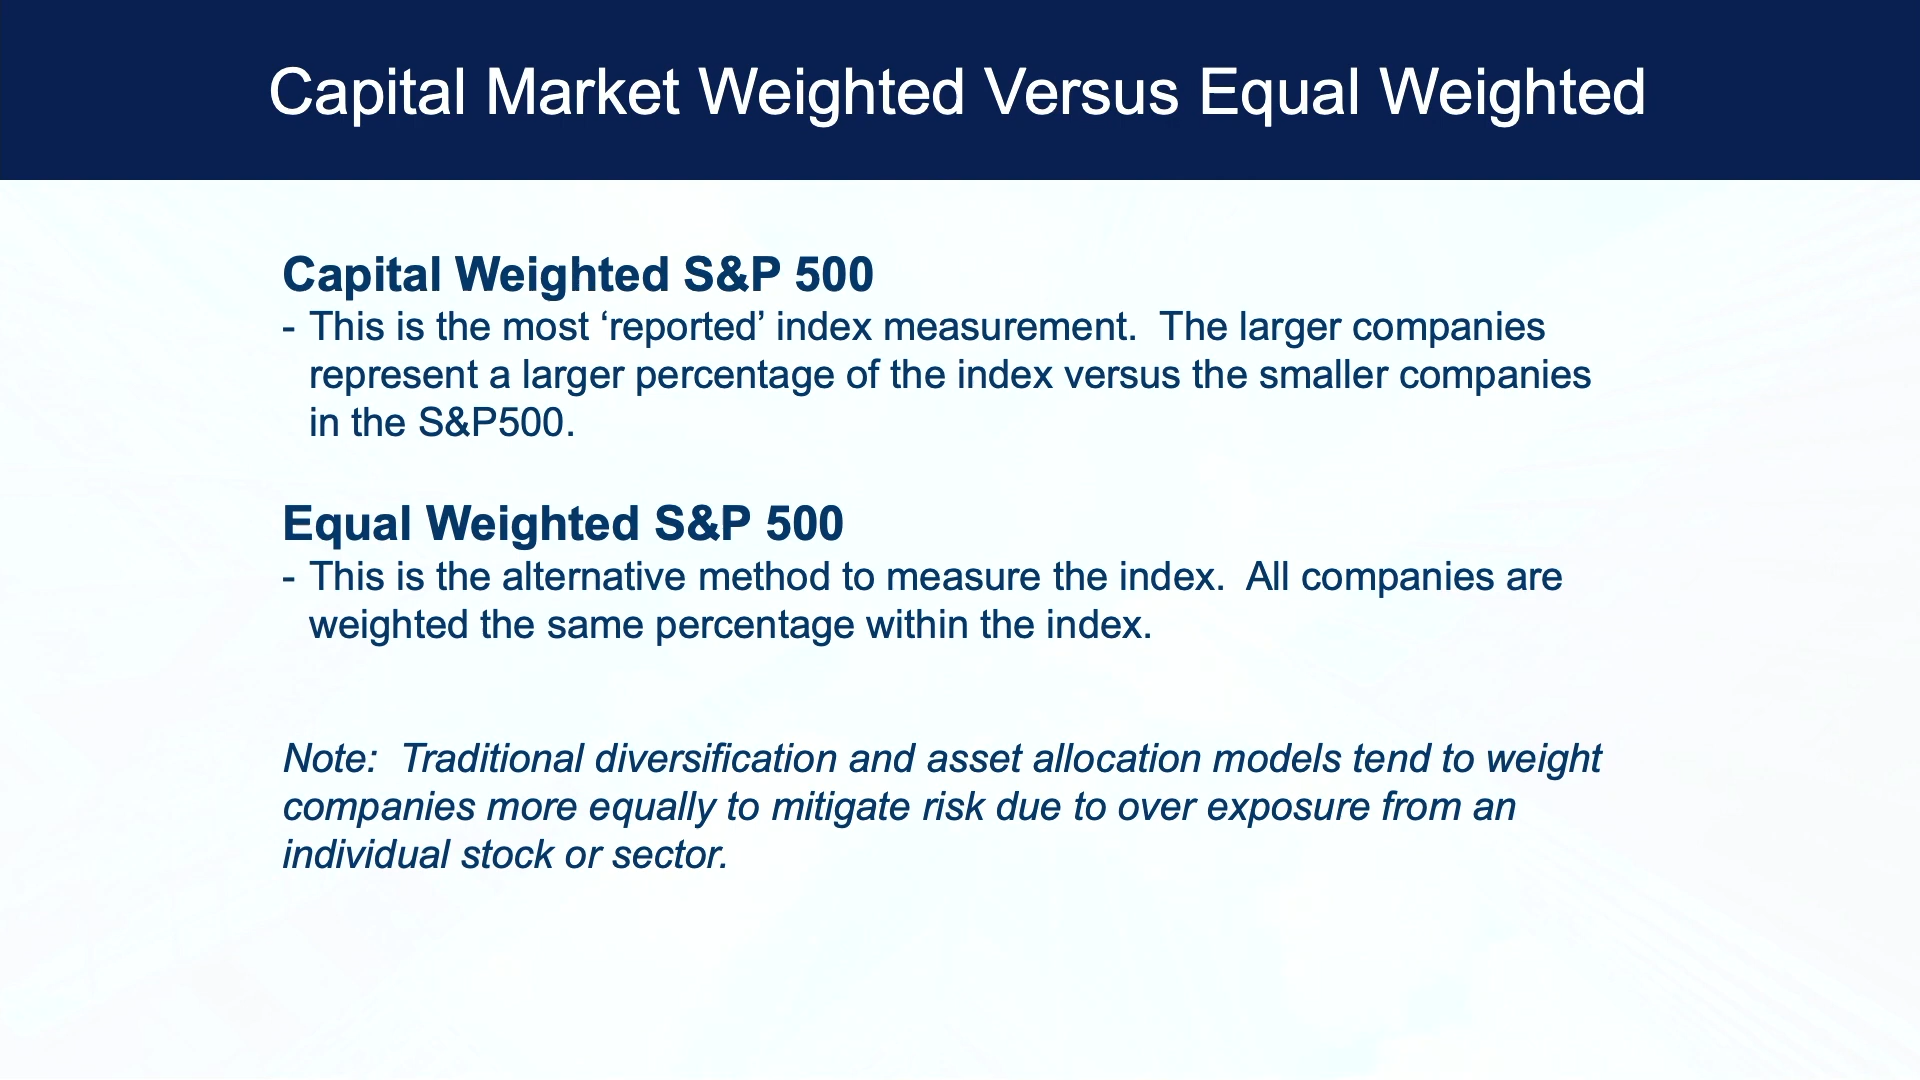 Capital Market Weighted Versus Equal Weighted
Capital Weighted S&P 500
- This is the most ‘reported’ index measurement.  The larger companies
represent a larger percentage of the index versus the smaller companies
in the S&P500.
Equal Weighted S&P 500
- This is the alternative method to measure the index.  All companies are
weighted the same percentage within the index.
Note:  Traditional diversification and asset allocation models tend to weight
companies more equally to mitigate risk due to over exposure from an
individual stock or sector.